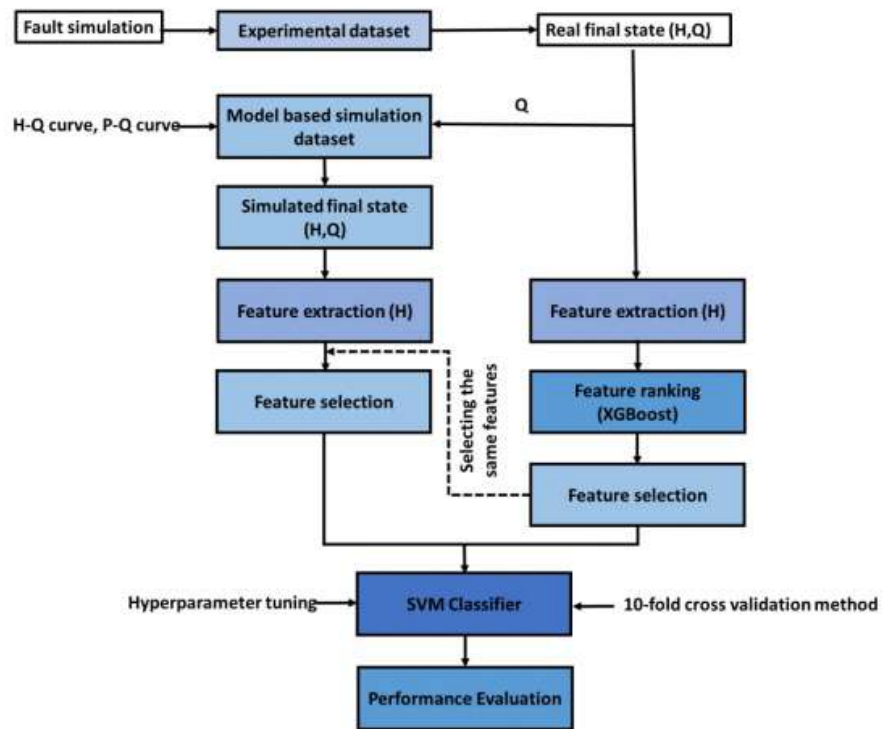 Fault simulation
Experimental dataset
Real final state (H,Q)
H-Q curve, P-Q curve
Model based simulation
dataset
Q
Simulated final state
(H,Q)
Feature extraction (H)
Feature extraction (H)
Selecting the
same features
Feature selection
Feature ranking
(XGBoost)
Feature selection
Hyperparameter tuning
SVM Classifier
10-fold cross validation method
Performance Evaluation